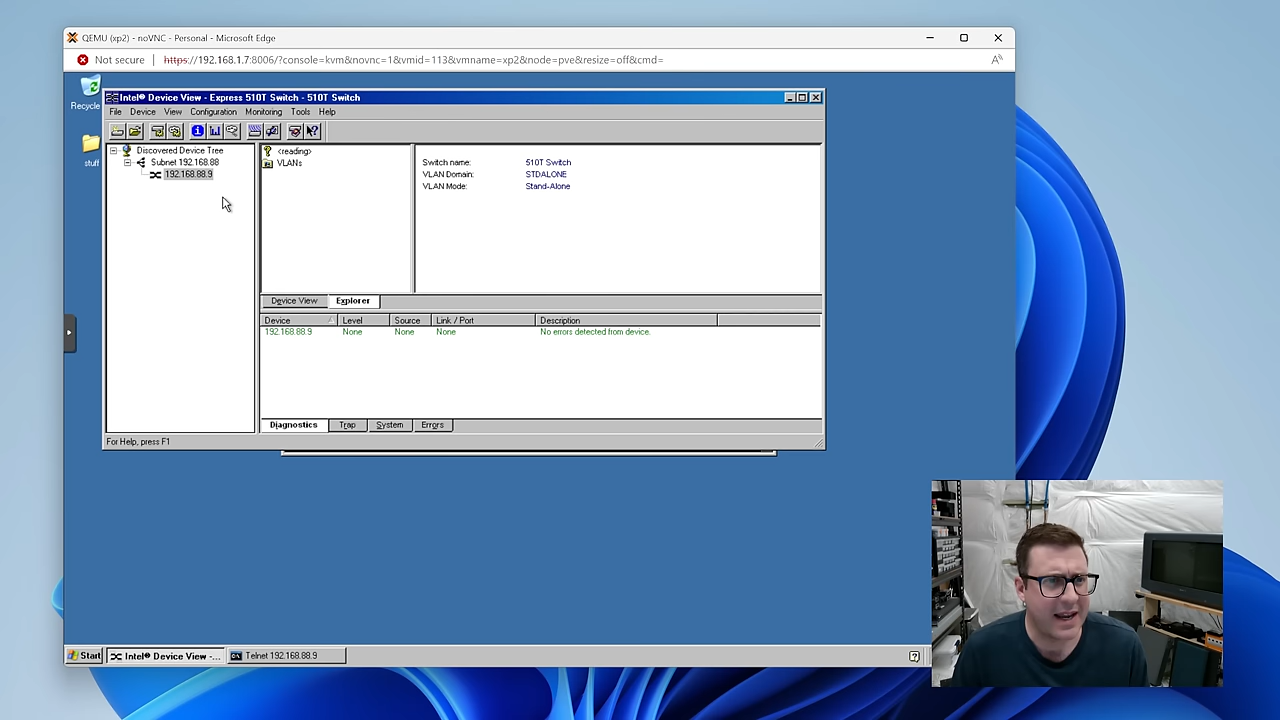 QEMU (xp2) - noVNC - Personal - Microsoft Edge
Not secure
https://192.168.1.7:8006/?console=kvm&novnc=1&vmid=113&vmname=xp2&node=pve&resize=off&cmd=
Recycle
stuff
Intel® Device View - Express 510T Switch - 510T Switch
File Device View Configuration Monitoring Tools Help
Discovered Device Tree
Subnet 192.168.88
192.168.88.9
<reading>
VLANs
Switch name: 510T Switch
VLAN Domain: STDALONE
VLAN Mode: Stand-Alone
Device View Explorer
Device Level Source Link / Port Description
192.168.88.9 None None None No errors detected from device.
Diagnostics Trap System Errors
For Help, press F1
Start Intel® Device View -... Telnet 192.168.88.9